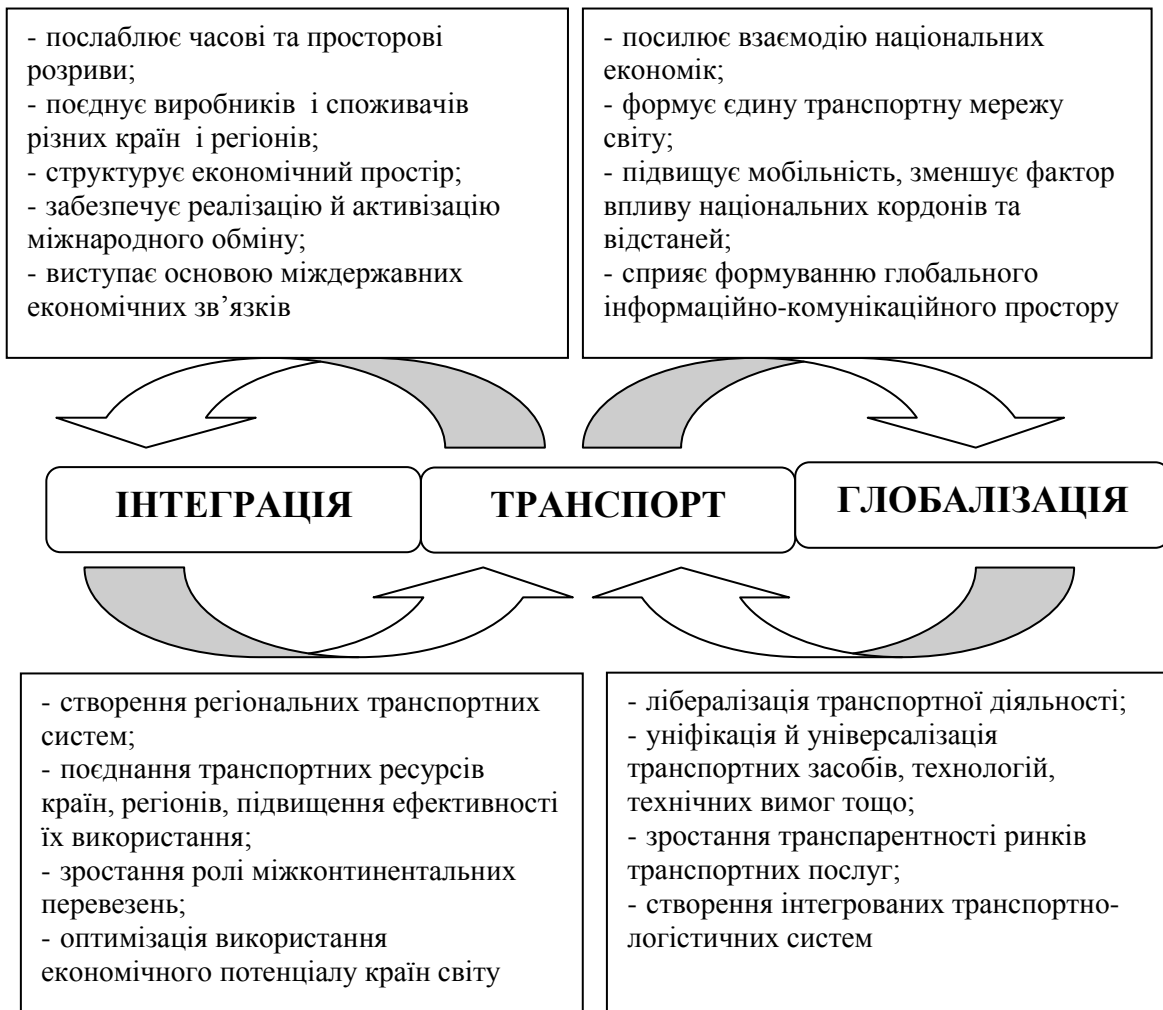 - послаблює часові та просторові
розриви;
- поєднує виробників і споживачів
різних країн і регіонів;
- структурує економічний простір;
- забезпечує реалізацію й активізацію
міжнародного обміну;
- виступає основою міждержавних
економічних зв’язків
- посилює взаємодію національних
економік;
- формує єдину транспортну мережу
світу;
- підвищує мобільність, зменшує фактор
впливу національних кордонів та
відстаней;
- сприяє формуванню глобального
інформаційно-комунікаційного простору
ІНТЕГРАЦІЯ
ТРАНСПОРТ
ГЛОБАЛІЗАЦІЯ
- створення регіональних транспортних
систем;
- поєднання транспортних ресурсів
країн, регіонів, підвищення ефективності
їх використання;
- зростання ролі міжконтинентальних
перевезень;
- оптимізація використання
економічного потенціалу країн світу
- лібералізація транспортної діяльності;
- уніфікація й універсалізація
транспортних засобів, технологій,
технічних вимог тощо;
- зростання транспарентності ринків
транспортних послуг;
- створення інтегрованих транспортно-
логістичних систем